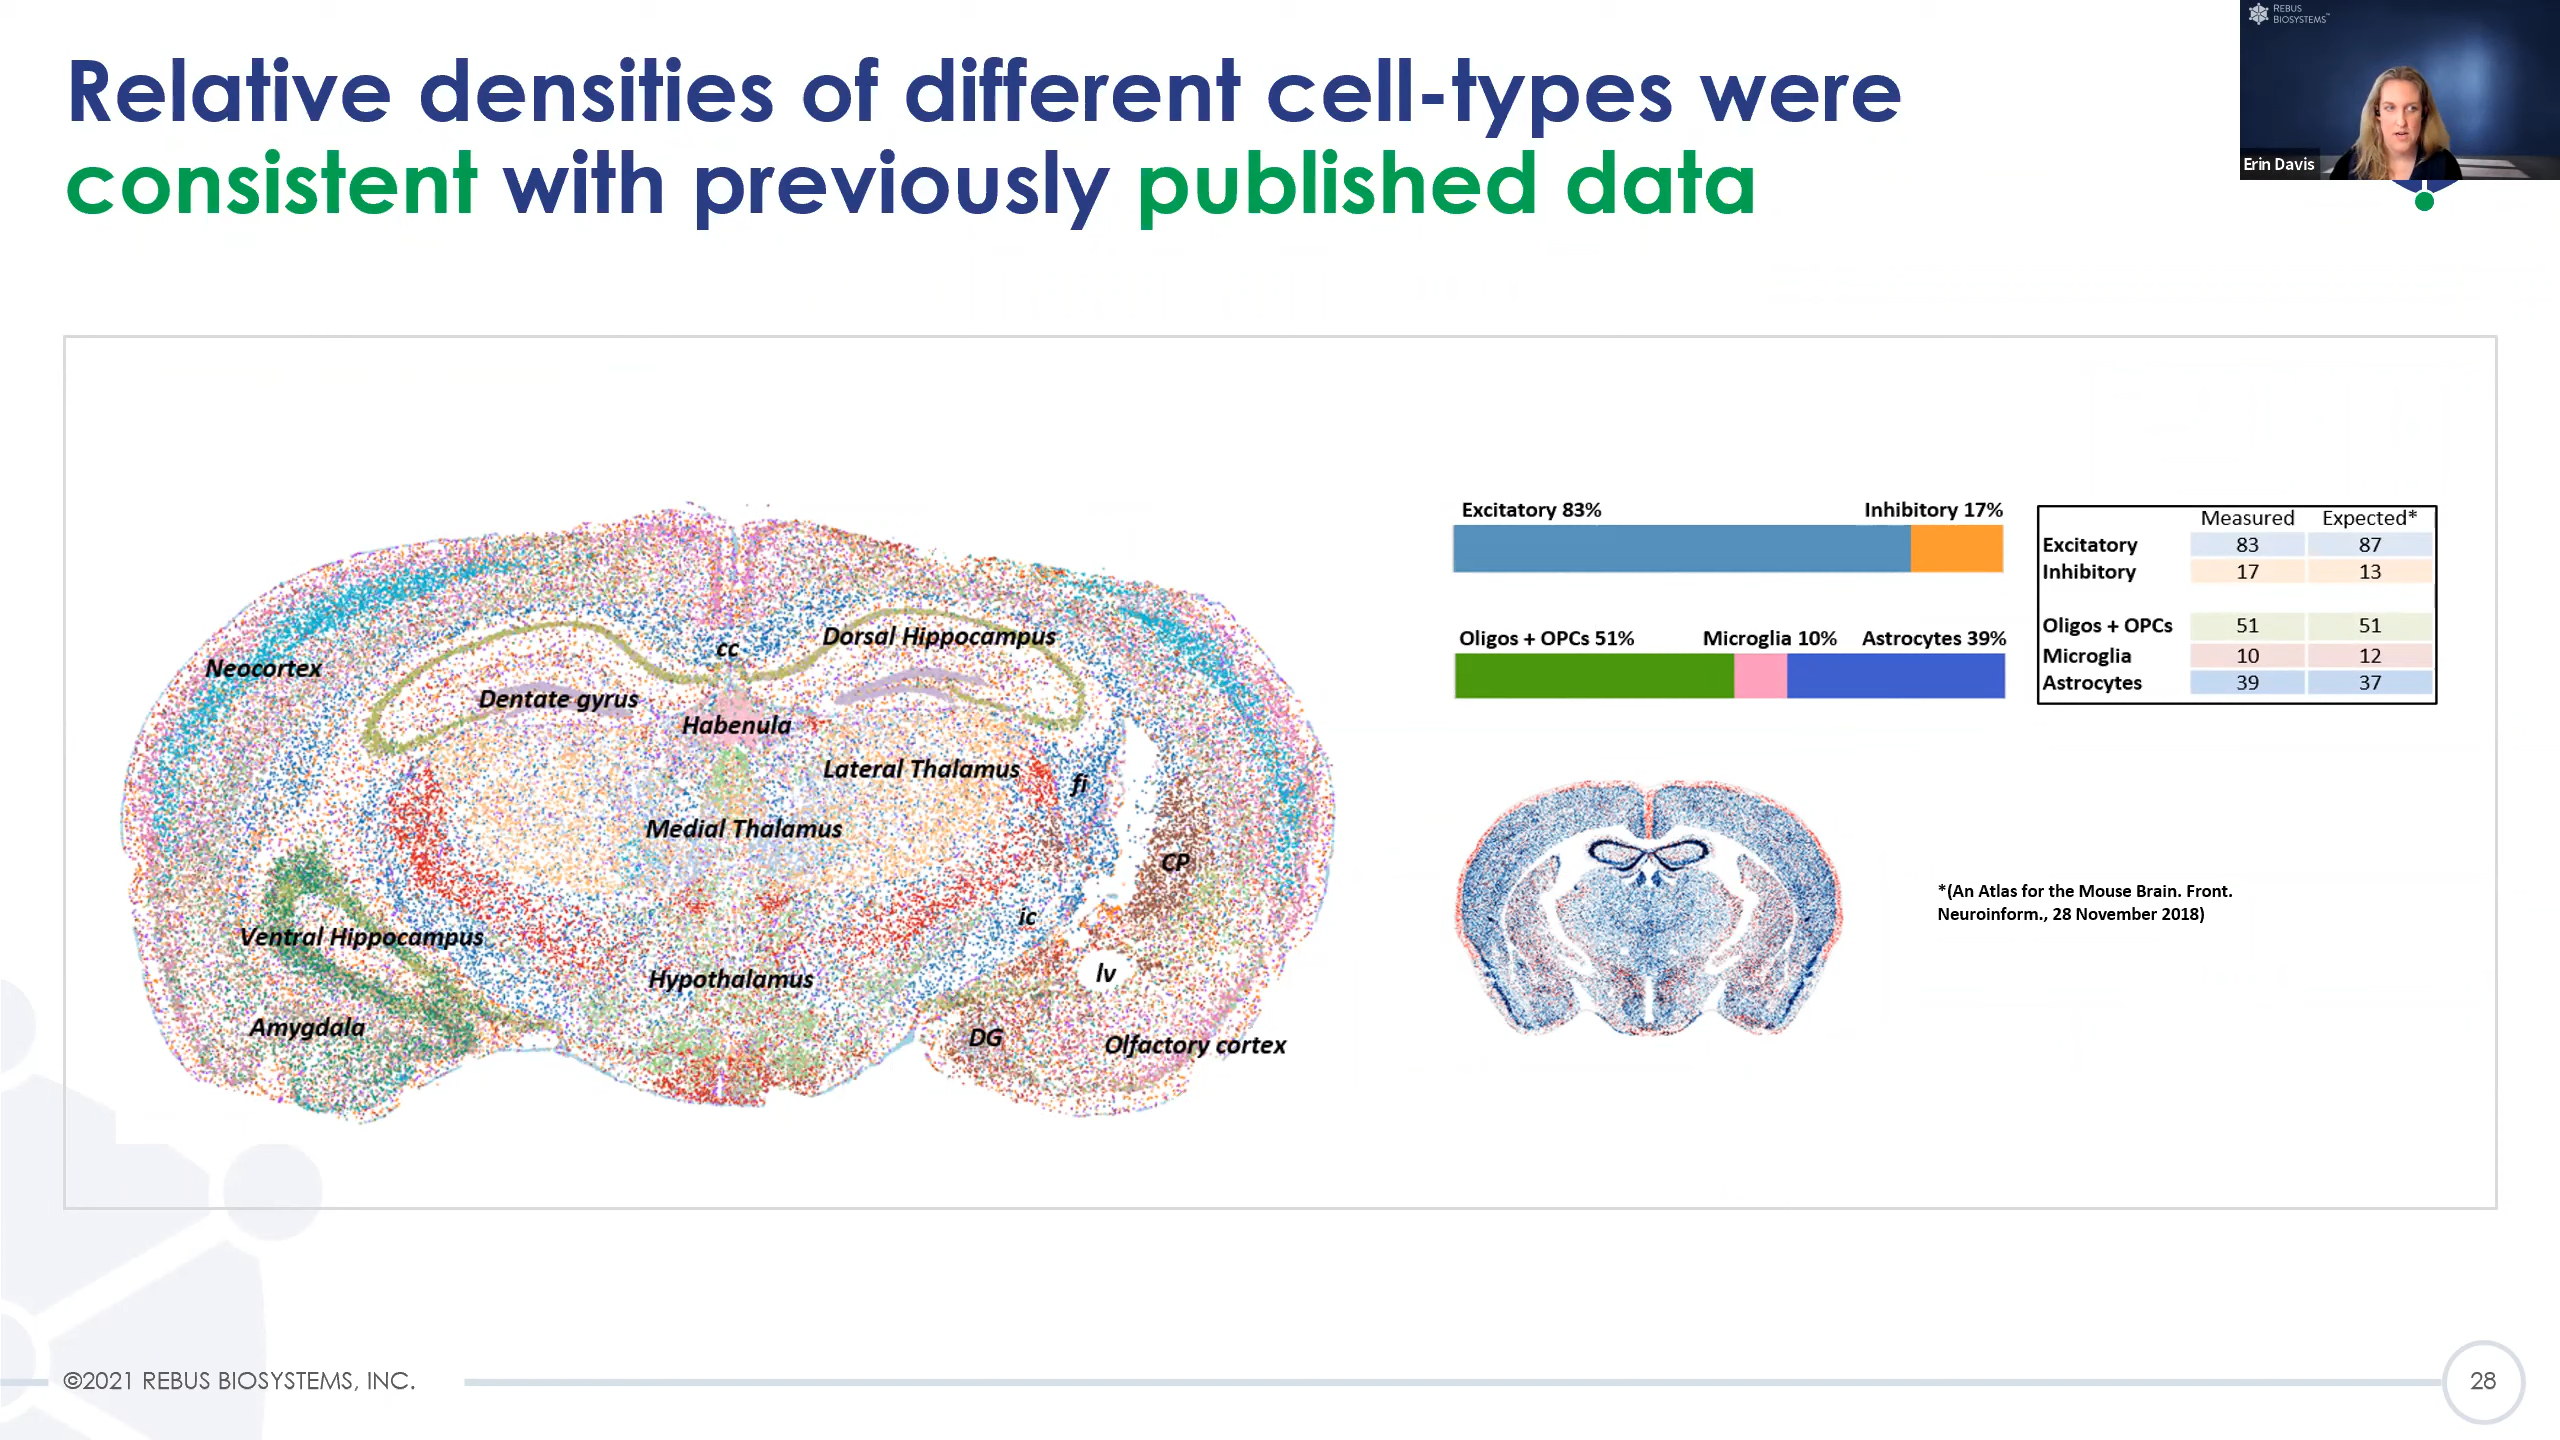 Relative densities of different cell-types were
consistent with previously published data
REBUS
BIOSYSTEMS™
Erin Davis
Neocortex
cc
Dorsal Hippocampus
Dentate gyrus
Habenula
Lateral Thalamus
fi
Medial Thalamus
CP
ic
Ventral Hippocampus
lv
Hypothalamus
Amygdala
DG
Olfactory cortex
Excitatory 83% Inhibitory 17%
Oligos + OPCs 51% Microglia 10% Astrocytes 39%
Measured Expected*
Excitatory 83 87
Inhibitory 17 13
Oligos + OPCs 51 51
Microglia 10 12
Astrocytes 39 37
*(An Atlas for the Mouse Brain. Front.
Neuroinform., 28 November 2018)
©2021 REBUS BIOSYSTEMS, INC.
28